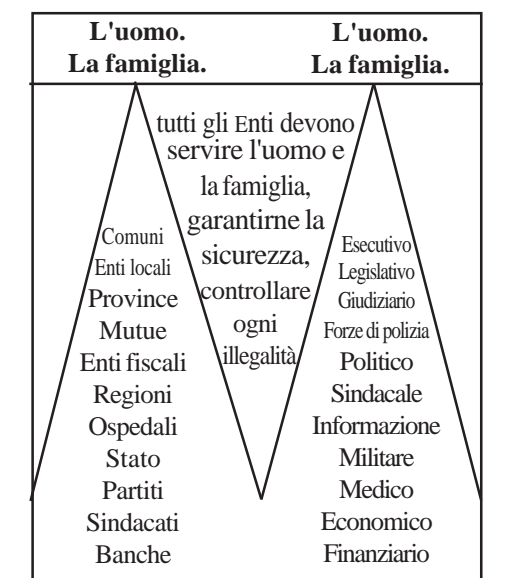 L'uomo.
La famiglia.
L'uomo.
La famiglia.
tutti gli Enti devono
servire l'uomo e
la famiglia,
garantirne la
sicurezza,
controllare
ogni
illegalità
Comuni
Enti locali
Province
Mutue
Enti fiscali
Regioni
Ospedali
Stato
Partiti
Sindacati
Banche
Esecutivo
Legislativo
Giudiziario
Forze di polizia
Politico
Sindacale
Informazione
Militare
Medico
Economico
Finanziario